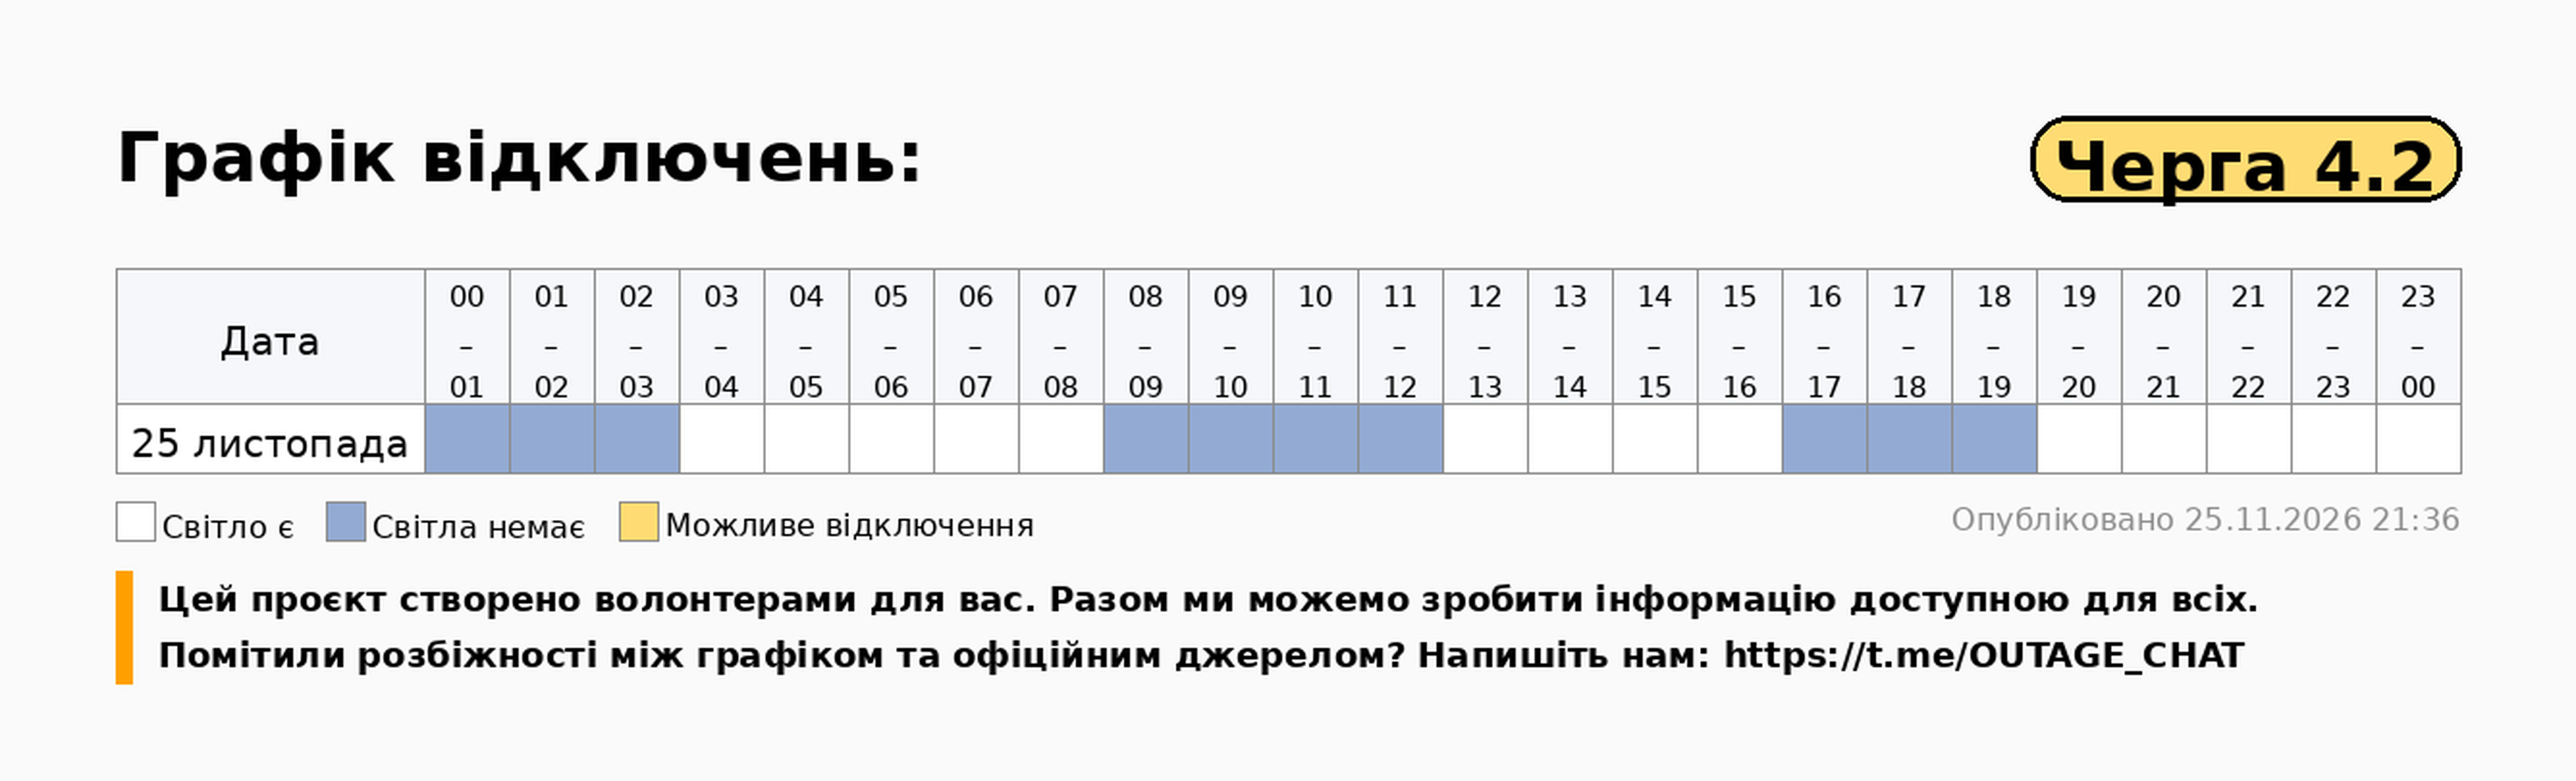 Графік відключень:
Черга 4.2
Дата
00 – 01
01 – 02
02 – 03
03 – 04
04 – 05
05 – 06
06 – 07
07 – 08
08 – 09
09 – 10
10 – 11
11 – 12
12 – 13
13 – 14
14 – 15
15 – 16
16 – 17
17 – 18
18 – 19
19 – 20
20 – 21
21 – 22
22 – 23
23 – 00
25 листопада
Світло є
Світла немає
Можливе відключення
Опубліковано 25.11.2026 21:36
Цей проєкт створено волонтерами для вас. Разом ми можемо зробити інформацію доступною для всіх.
Помітили розбіжності між графіком та офіційним джерелом? Напишіть нам: https://t.me/OUTAGE_CHAT